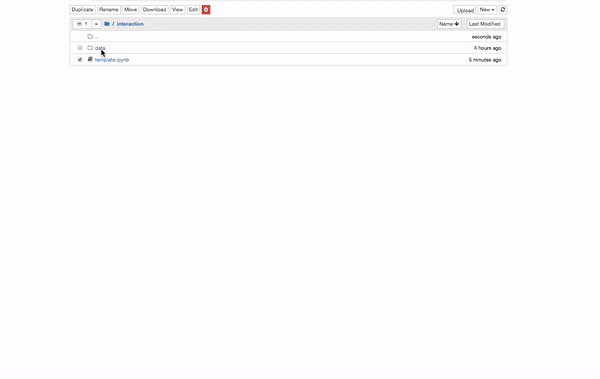 Duplicate Rename Move Download View Edit Upload New
1 / interaction Name Last Modified
.. seconds ago
data 4 hours ago
template.ipynb 5 minutes ago